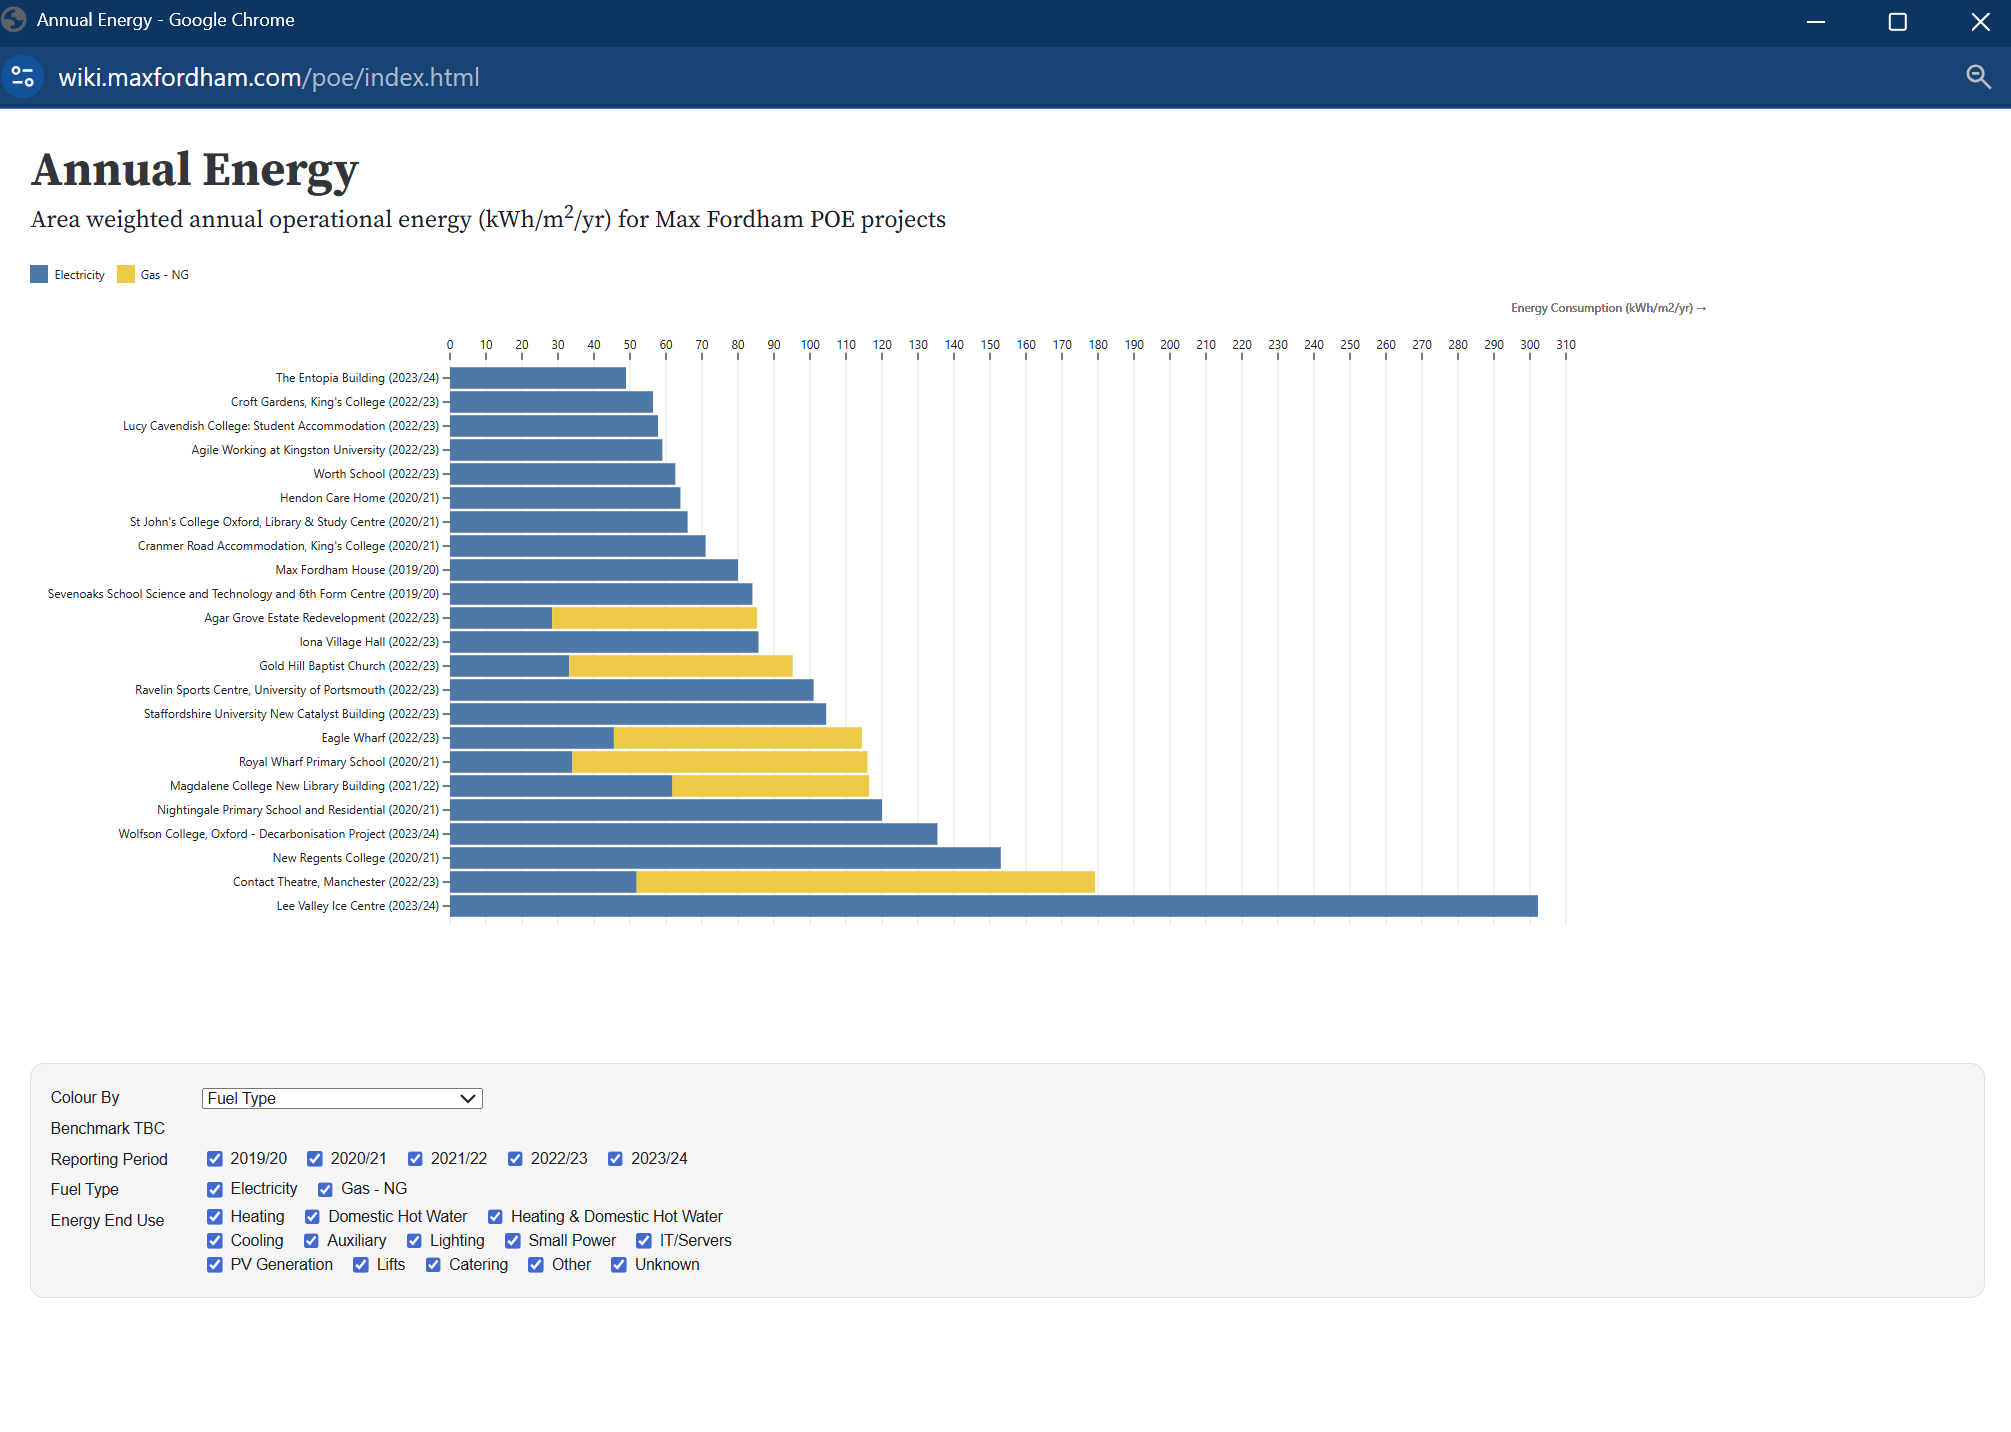 Annual Energy - Google Chrome
wiki.maxfordham.com/poe/index.html
Annual Energy
Area weighted annual operational energy (kWh/m2/yr) for Max Fordham POE projects
Electricity Gas - NG
Energy Consumption (kWh/m2/yr) →
0 10 20 30 40 50 60 70 80 90 100 110 120 130 140 150 160 170 180 190 200 210 220 230 240 250 260 270 280 290 300 310
The Entopia Building (2023/24)
Croft Gardens, King's College (2022/23)
Lucy Cavendish College: Student Accommodation (2022/23)
Agile Working at Kingston University (2022/23)
Worth School (2022/23)
Hendon Care Home (2020/21)
St John's College Oxford, Library & Study Centre (2020/21)
Cranmer Road Accommodation, King's College (2020/21)
Max Fordham House (2019/20)
Sevenoaks School Science and Technology and 6th Form Centre (2019/20)
Agar Grove Estate Redevelopment (2022/23)
Iona Village Hall (2022/23)
Gold Hill Baptist Church (2022/23)
Ravelin Sports Centre, University of Portsmouth (2022/23)
Staffordshire University New Catalyst Building (2022/23)
Eagle Wharf (2022/23)
Royal Wharf Primary School (2020/21)
Magdalene College New Library Building (2021/22)
Nightingale Primary School and Residential (2020/21)
Wolfson College, Oxford - Decarbonisation Project (2023/24)
New Regents College (2020/21)
Contact Theatre, Manchester (2022/23)
Lee Valley Ice Centre (2023/24)
Colour By Fuel Type
Benchmark TBC
Reporting Period 2019/20 2020/21 2021/22 2022/23 2023/24
Fuel Type Electricity Gas - NG
Energy End Use Heating Domestic Hot Water Heating & Domestic Hot Water
Cooling Auxiliary Lighting Small Power IT/Servers
PV Generation Lifts Catering Other Unknown